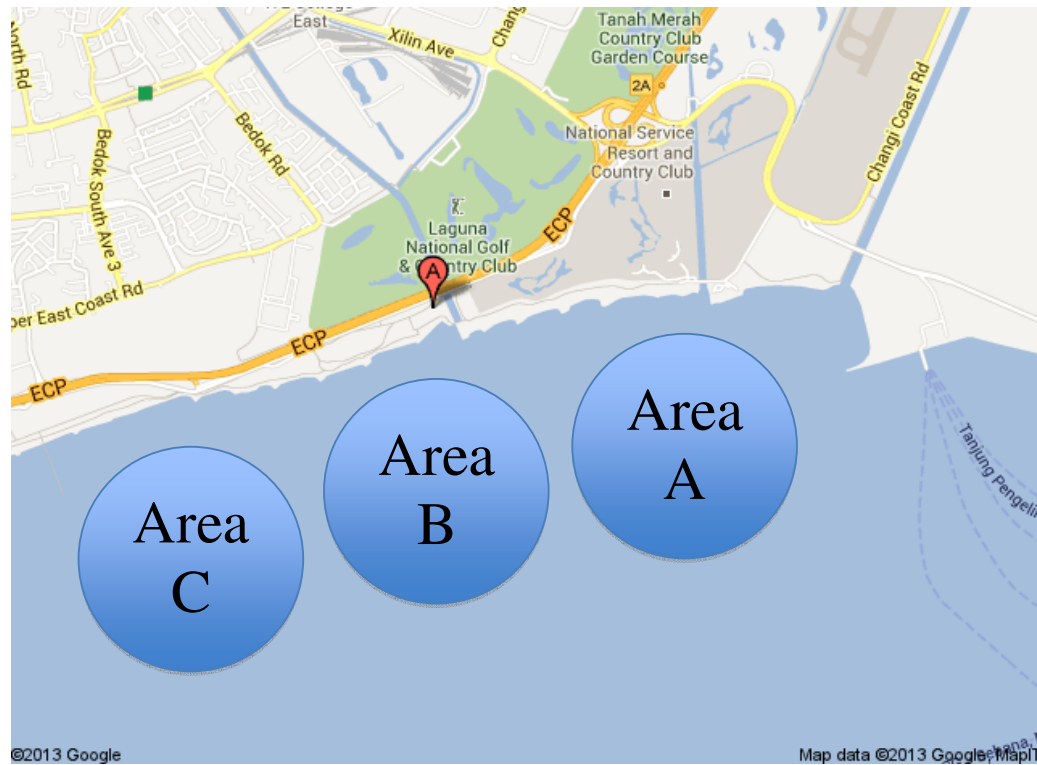 East
Xilin Ave
Tanah Merah
Country Club
Garden Course
2A
North Rd
Bedok South Ave 3
Bedok Rd
National Service
Resort and
Country Club
Changi Coast Rd
Laguna
National Golf
& Country Club
A
ECP
ECP
ECP
East Coast Rd
Area
A
Area
B
Area
C
Tanjung
©2013 Google
Map data ©2013 Google,